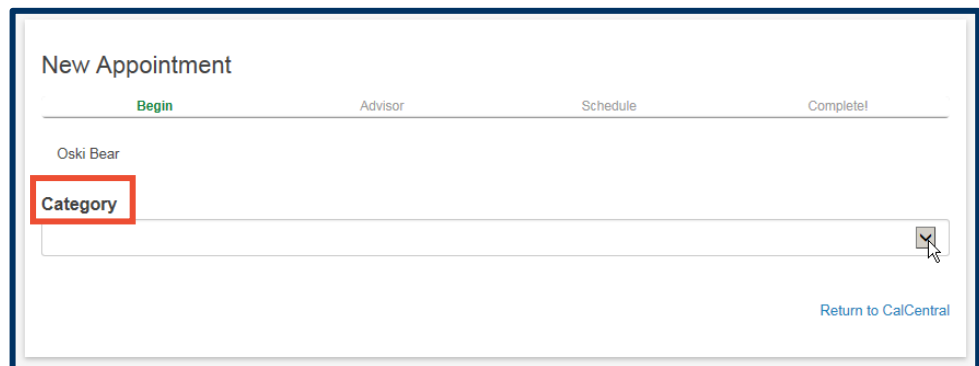 New Appointment
Begin Advisor Schedule Complete!
Oski Bear
Category
Return to CalCentral